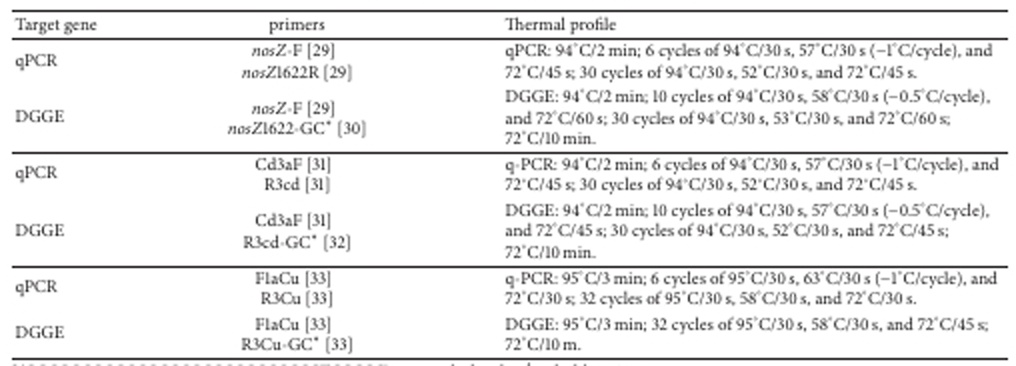 Target gene primers Thermal profile
qPCR
nosZ-F [29]
nosZ1622R [29]
qPCR: 94°C/2 min; 6 cycles of 94°C/30 s, 57°C/30 s (−1°C/cycle), and
72°C/45 s; 30 cycles of 94°C/30 s, 52°C/30 s, and 72°C/45 s.
DGGE
nosZ-F [29]
nosZ1622-GC* [30]
DGGE: 94°C/2 min; 10 cycles of 94°C/30 s, 58°C/30 s (−0.5°C/cycle),
and 72°C/60 s; 30 cycles of 94°C/30 s, 53°C/30 s, and 72°C/60 s;
72°C/10 min.
qPCR
Cd3aF [31]
R3cd [31]
q-PCR: 94°C/2 min; 6 cycles of 94°C/30 s, 57°C/30 s (−1°C/cycle), and
72°C/45 s; 30 cycles of 94°C/30 s, 52°C/30 s, and 72°C/45 s.
DGGE
Cd3aF [31]
R3cd-GC* [32]
DGGE: 94°C/2 min; 10 cycles of 94°C/30 s, 57°C/30 s (−0.5°C/cycle),
and 72°C/45 s; 30 cycles of 94°C/30 s, 52°C/30 s, and 72°C/45 s;
72°C/10 min.
qPCR
FlaCu [33]
R3Cu [33]
q-PCR: 95°C/3 min; 6 cycles of 95°C/30 s, 63°C/30 s (−1°C/cycle), and
72°C/30 s; 32 cycles of 95°C/30 s, 58°C/30 s, and 72°C/30 s.
DGGE
FlaCu [33]
R3Cu-GC* [33]
DGGE: 95°C/3 min; 32 cycles of 95°C/30 s, 58°C/30 s, and 72°C/45 s;
72°C/10 m.